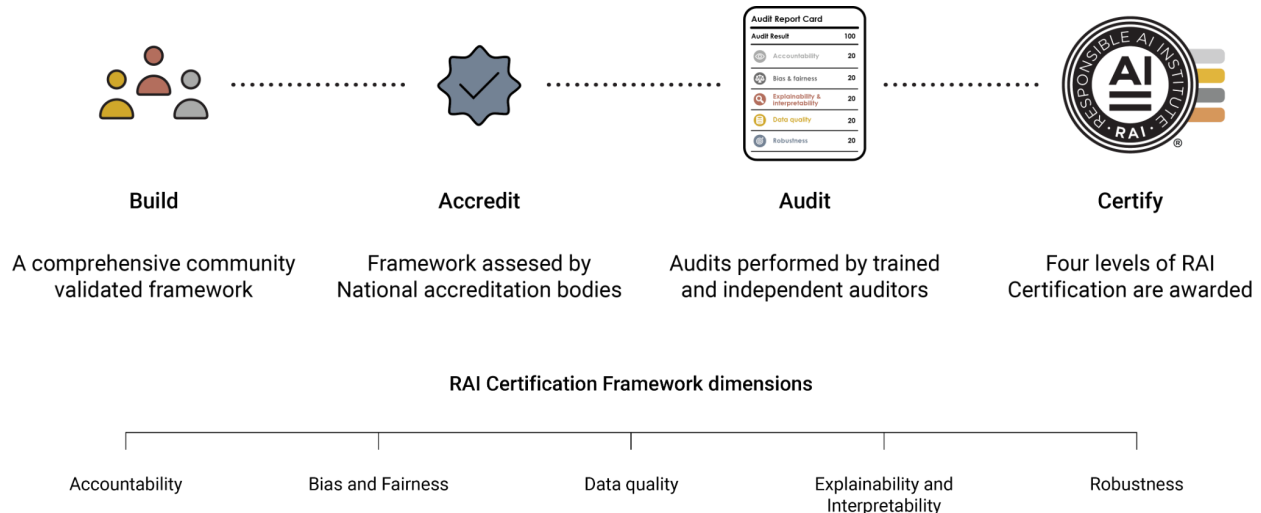 Audit Report Card
Audit Result 100
Accountability 20
Bias & fairness 20
Explainability &
interpretability 20
Data quality 20
Robustness 20
RESPONSIBLE AI INSTITUTE
AI
· RAI ·
®
Build
Accredit
Audit
Certify
A comprehensive community
validated framework
Framework assesed by
National accreditation bodies
Audits performed by trained
and independent auditors
Four levels of RAI
Certification are awarded
RAI Certification Framework dimensions
Accountability
Bias and Fairness
Data quality
Explainability and
Interpretability
Robustness